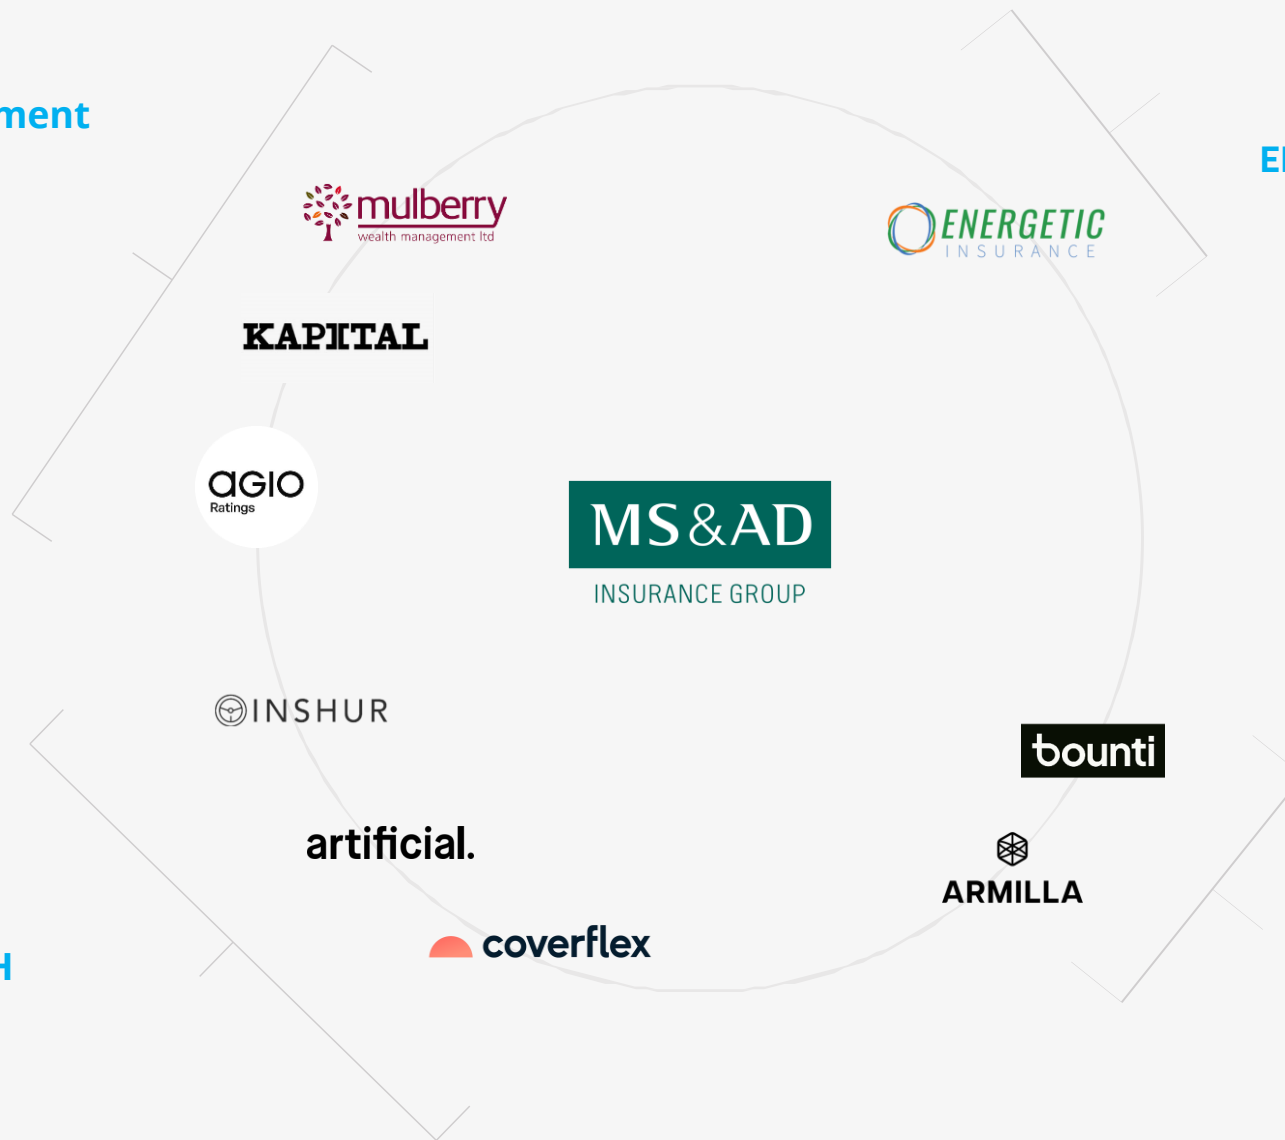 ment
El
mulberry
wealth management ltd
ENERGETIC
INSURANCE
KAPITAL
agio
Ratings
MS&AD
INSURANCE GROUP
INSHUR
bounti
artificial.
ARMILLA
coverflex
H